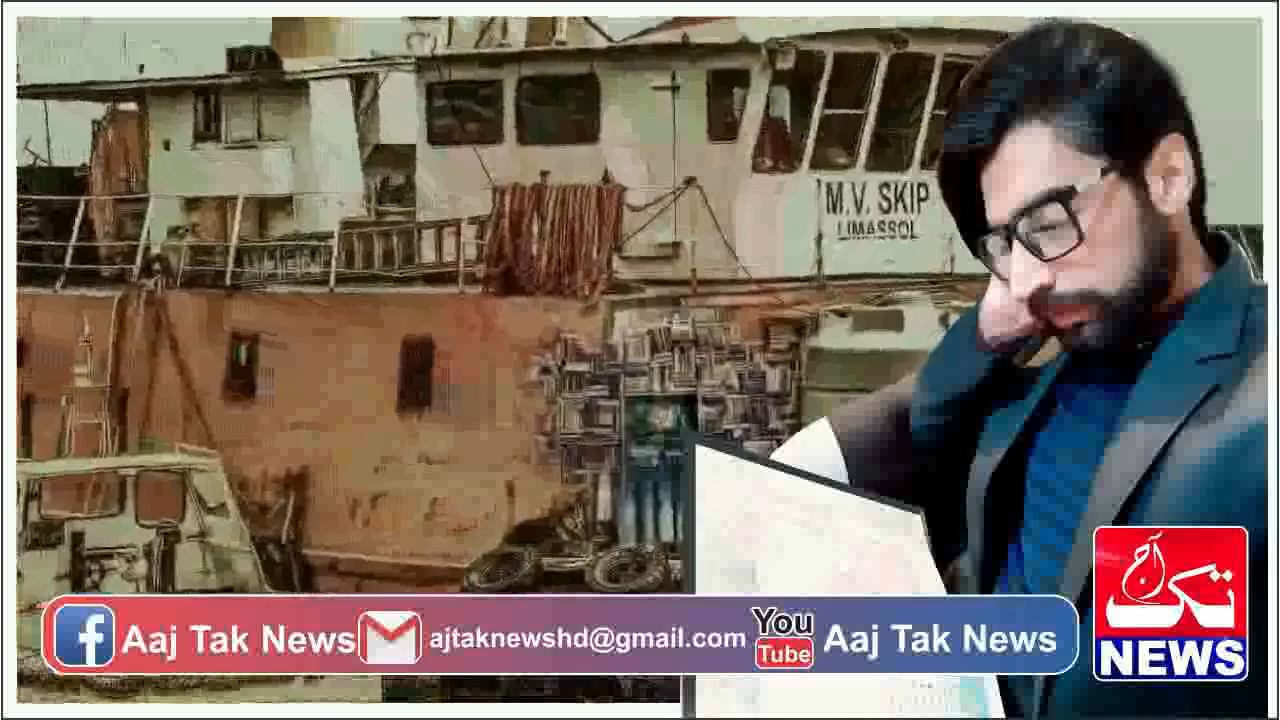 M.V. SKIP
LIMASSOL
Aaj Tak News
ajtaknewshd@gmail.com
You
Tube
Aaj Tak News
آج
تک
NEWS